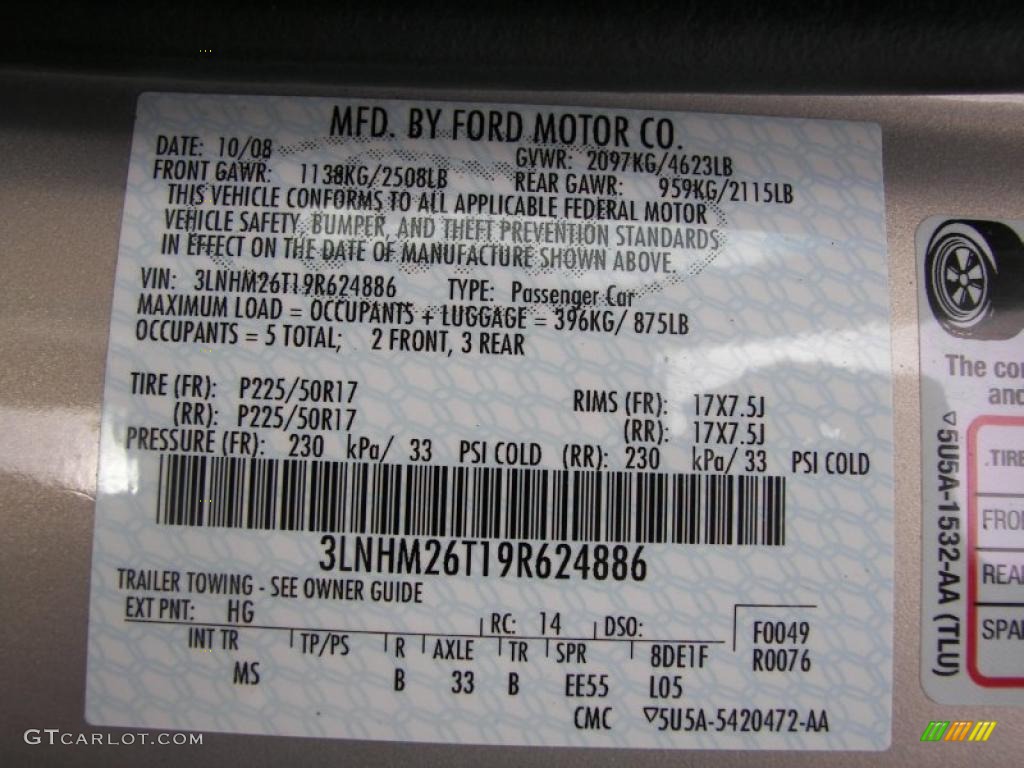 MFD. BY FORD MOTOR CO.
DATE: 10/08 GVWR: 2097KG/4623LB
FRONT GAWR: 1138KG/2508LB REAR GAWR: 959KG/2115LB
THIS VEHICLE CONFORMS TO ALL APPLICABLE FEDERAL MOTOR
VEHICLE SAFETY, BUMPER, AND THEFT PREVENTION STANDARDS
IN EFFECT ON THE DATE OF MANUFACTURE SHOWN ABOVE.
VIN: 3LNHM26T19R624886 TYPE: Passenger Car
MAXIMUM LOAD = OCCUPANTS + LUGGAGE = 396KG/ 875LB
OCCUPANTS = 5 TOTAL; 2 FRONT, 3 REAR
TIRE (FR): P225/50R17 RIMS (FR): 17X7.5J
(RR): P225/50R17 (RR): 17X7.5J
PRESSURE (FR): 230 kPa/ 33 PSI COLD (RR): 230 kPa/ 33 PSI COLD
3LNHM26T19R624886
TRAILER TOWING - SEE OWNER GUIDE
EXT PNT: HG RC: 14 DSO: F0049
INT TR TP/PS R AXLE TR SPR 8DE1F R0076
MS B 33 B EE55 L05
CMC ▽5U5A-5420472-AA
The co
and
▽5U5A-1532-AA (TLU)
TIRE
FRO
REA
SPA
GTCARLOT.COM